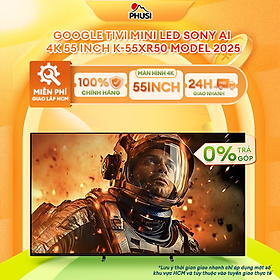 PHUSI
GOOGLE TIVI MINI LED SONY AI
4K 55 INCH K-55XR50 MODEL 2025
MIỄN PHÍ
GIAO LẮP HCM
100%
CHÍNH HÃNG
MÀN HÌNH 4K
55INCH
24H
GIAO NHANH
0% TRẢ
GÓP
*Lưu ý thời gian giao nhanh chỉ áp dụng một số
khu vực HCM và tùy thuộc vào tuyến giao thực tế